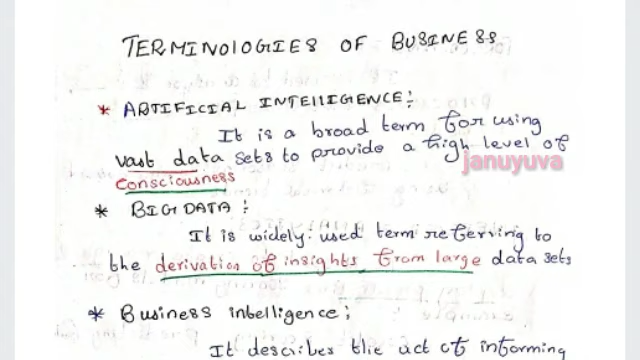 TERMINOLOGIES OF BUSINESS
* ARTIFICIAL INTELLIGENCE:
It is a broad term for using
vast data sets to provide a high level of
januyuva
consciousness
* BIG DATA:
It is widely used term referring to
the derivation of insights from large data sets
* Business intelligence:
It describes the act of informing